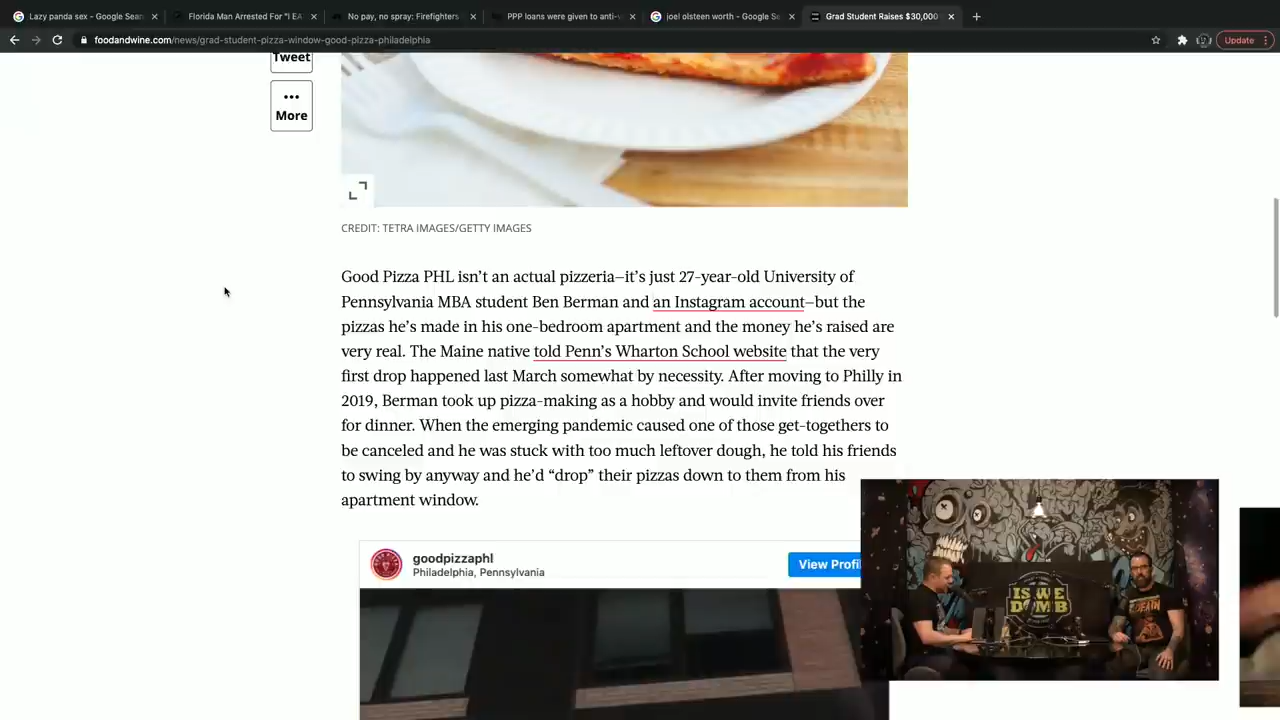 Lazy panda sex - Google Sear
Florida Man Arrested For "I EA
No pay, no spray: Firefighters
PPP loans were given to anti-v
joel olsteen worth - Google Se
Grad Student Raises $30,000
foodandwine.com/news/grad-student-pizza-window-good-pizza-philadelphia
Update
Tweet
More
CREDIT: TETRA IMAGES/GETTY IMAGES
Good Pizza PHL isn't an actual pizzeria—it's just 27-year-old University of
Pennsylvania MBA student Ben Berman and an Instagram account—but the
pizzas he's made in his one-bedroom apartment and the money he's raised are
very real. The Maine native told Penn's Wharton School website that the very
first drop happened last March somewhat by necessity. After moving to Philly in
2019, Berman took up pizza-making as a hobby and would invite friends over
for dinner. When the emerging pandemic caused one of those get-togethers to
be canceled and he was stuck with too much leftover dough, he told his friends
to swing by anyway and he'd "drop" their pizzas down to them from his
apartment window.
goodpizzaphl
Philadelphia, Pennsylvania
View Profi
IS WE
DOMB
DEATH